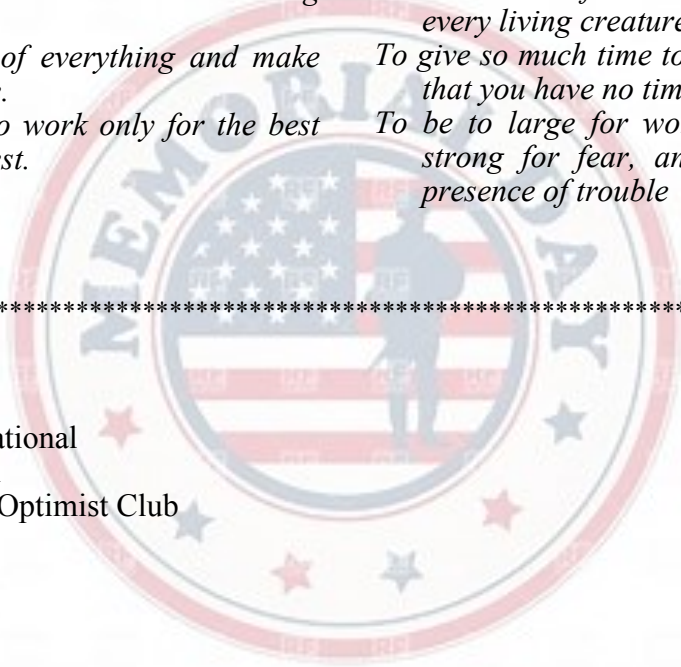 of everything and make
o work only for the best
st.
every living creature
To give so much time to
that you have no tim
To be to large for wo
strong for fear, an
presence of trouble
MEMORIAL DAY
********************************************************************
ational
Optimist Club